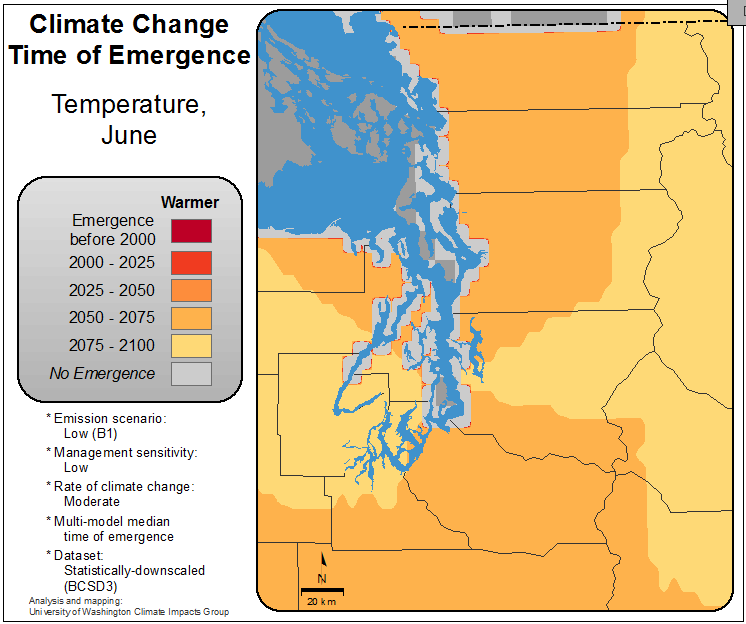 Climate Change
Time of Emergence
Temperature,
June
Warmer
Emergence
before 2000
2000 - 2025
2025 - 2050
2050 - 2075
2075 - 2100
No Emergence
* Emission scenario:
Low (B1)
* Management sensitivity:
Low
* Rate of climate change:
Moderate
* Multi-model median
time of emergence
* Dataset:
Statistically-downscaled
(BCSD3)
Analysis and mapping:
University of Washington Climate Impacts Group
N
20 km